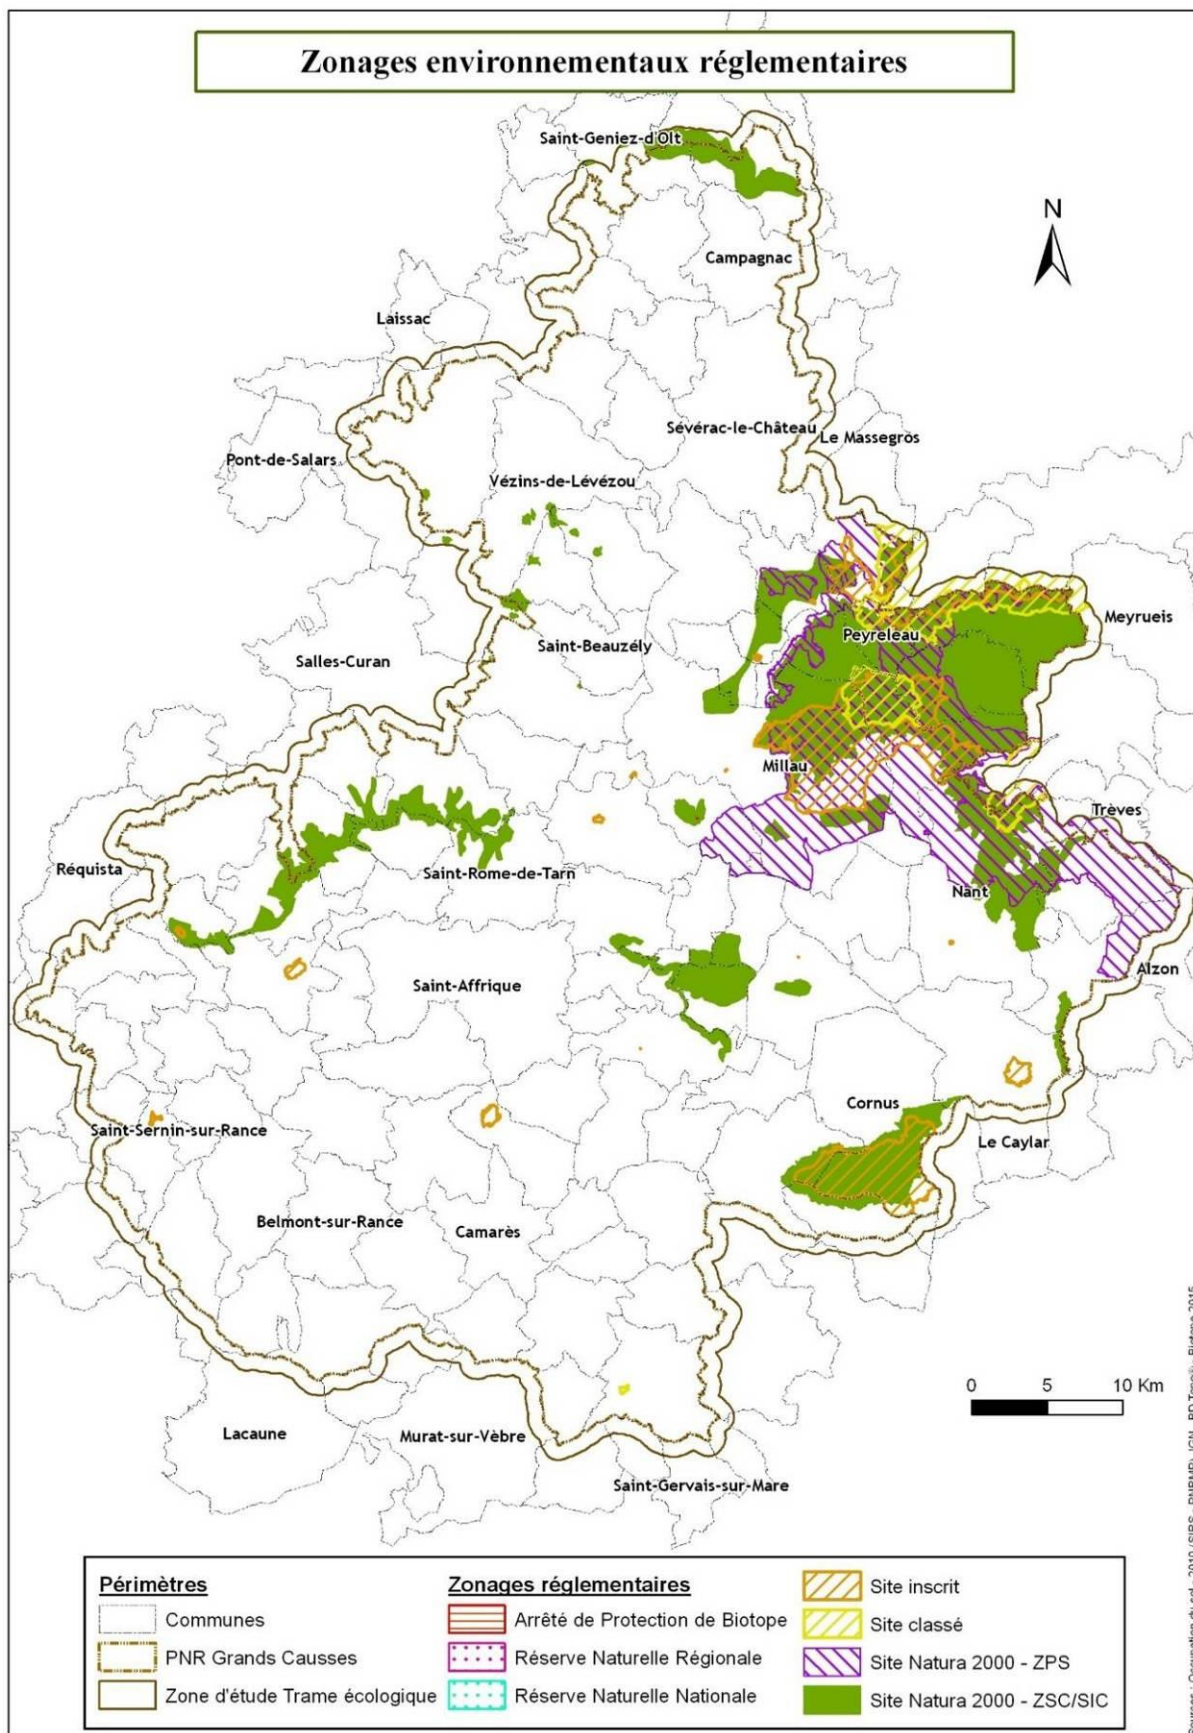 Zonages environnementaux réglementaires
Saint-Geniez-d'Olt
N
Campagnac
Laissac
Sévérac-le-Château
Le Massegros
Pont-de-Salars
Vézins-de-Lévézou
Meyrueis
Peyreleau
Saint-Beauzély
Salles-Curan
Millau
Trèves
Réquista
Saint-Rome-de-Tarn
Nant
Alzon
Saint-Affrique
Cornus
Saint-Sernin-sur-Rance
Le Caylar
Belmont-sur-Rance
Camarès
0 5 10 Km
Lacaune
Murat-sur-Vèbre
Saint-Gervais-sur-Mare
Périmètres
Communes
PNR Grands Causses
Zone d'étude Trame écologique
Zonages réglementaires
Arrêté de Protection de Biotope
Réserve Naturelle Régionale
Réserve Naturelle Nationale
Site inscrit
Site classé
Site Natura 2000 - ZPS
Site Natura 2000 - ZSC/SIC